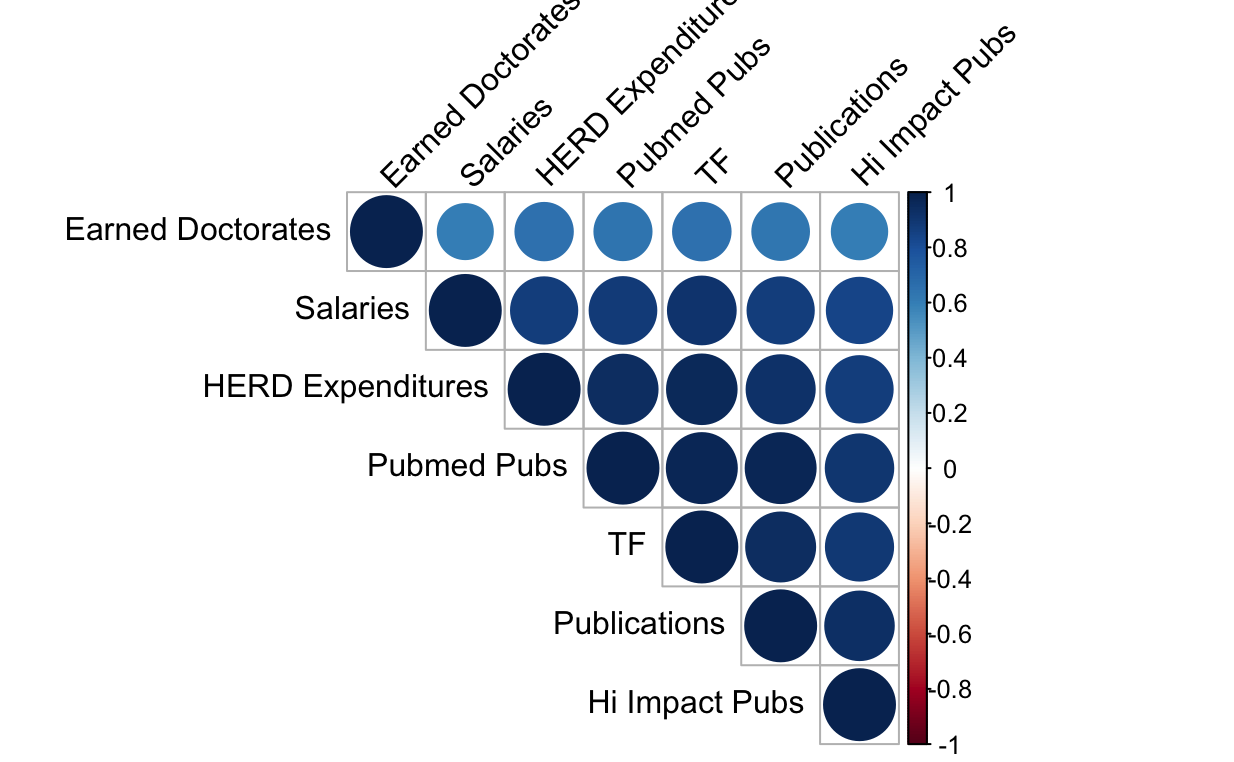 Earned Doctorates
Salaries
HERD Expenditure
Pubmed Pubs
TF
Publications
Hi Impact Pubs
Earned Doctorates
Salaries
HERD Expenditures
Pubmed Pubs
TF
Publications
Hi Impact Pubs
1
0.8
0.6
0.4
0.2
0
-0.2
-0.4
-0.6
-0.8
-1